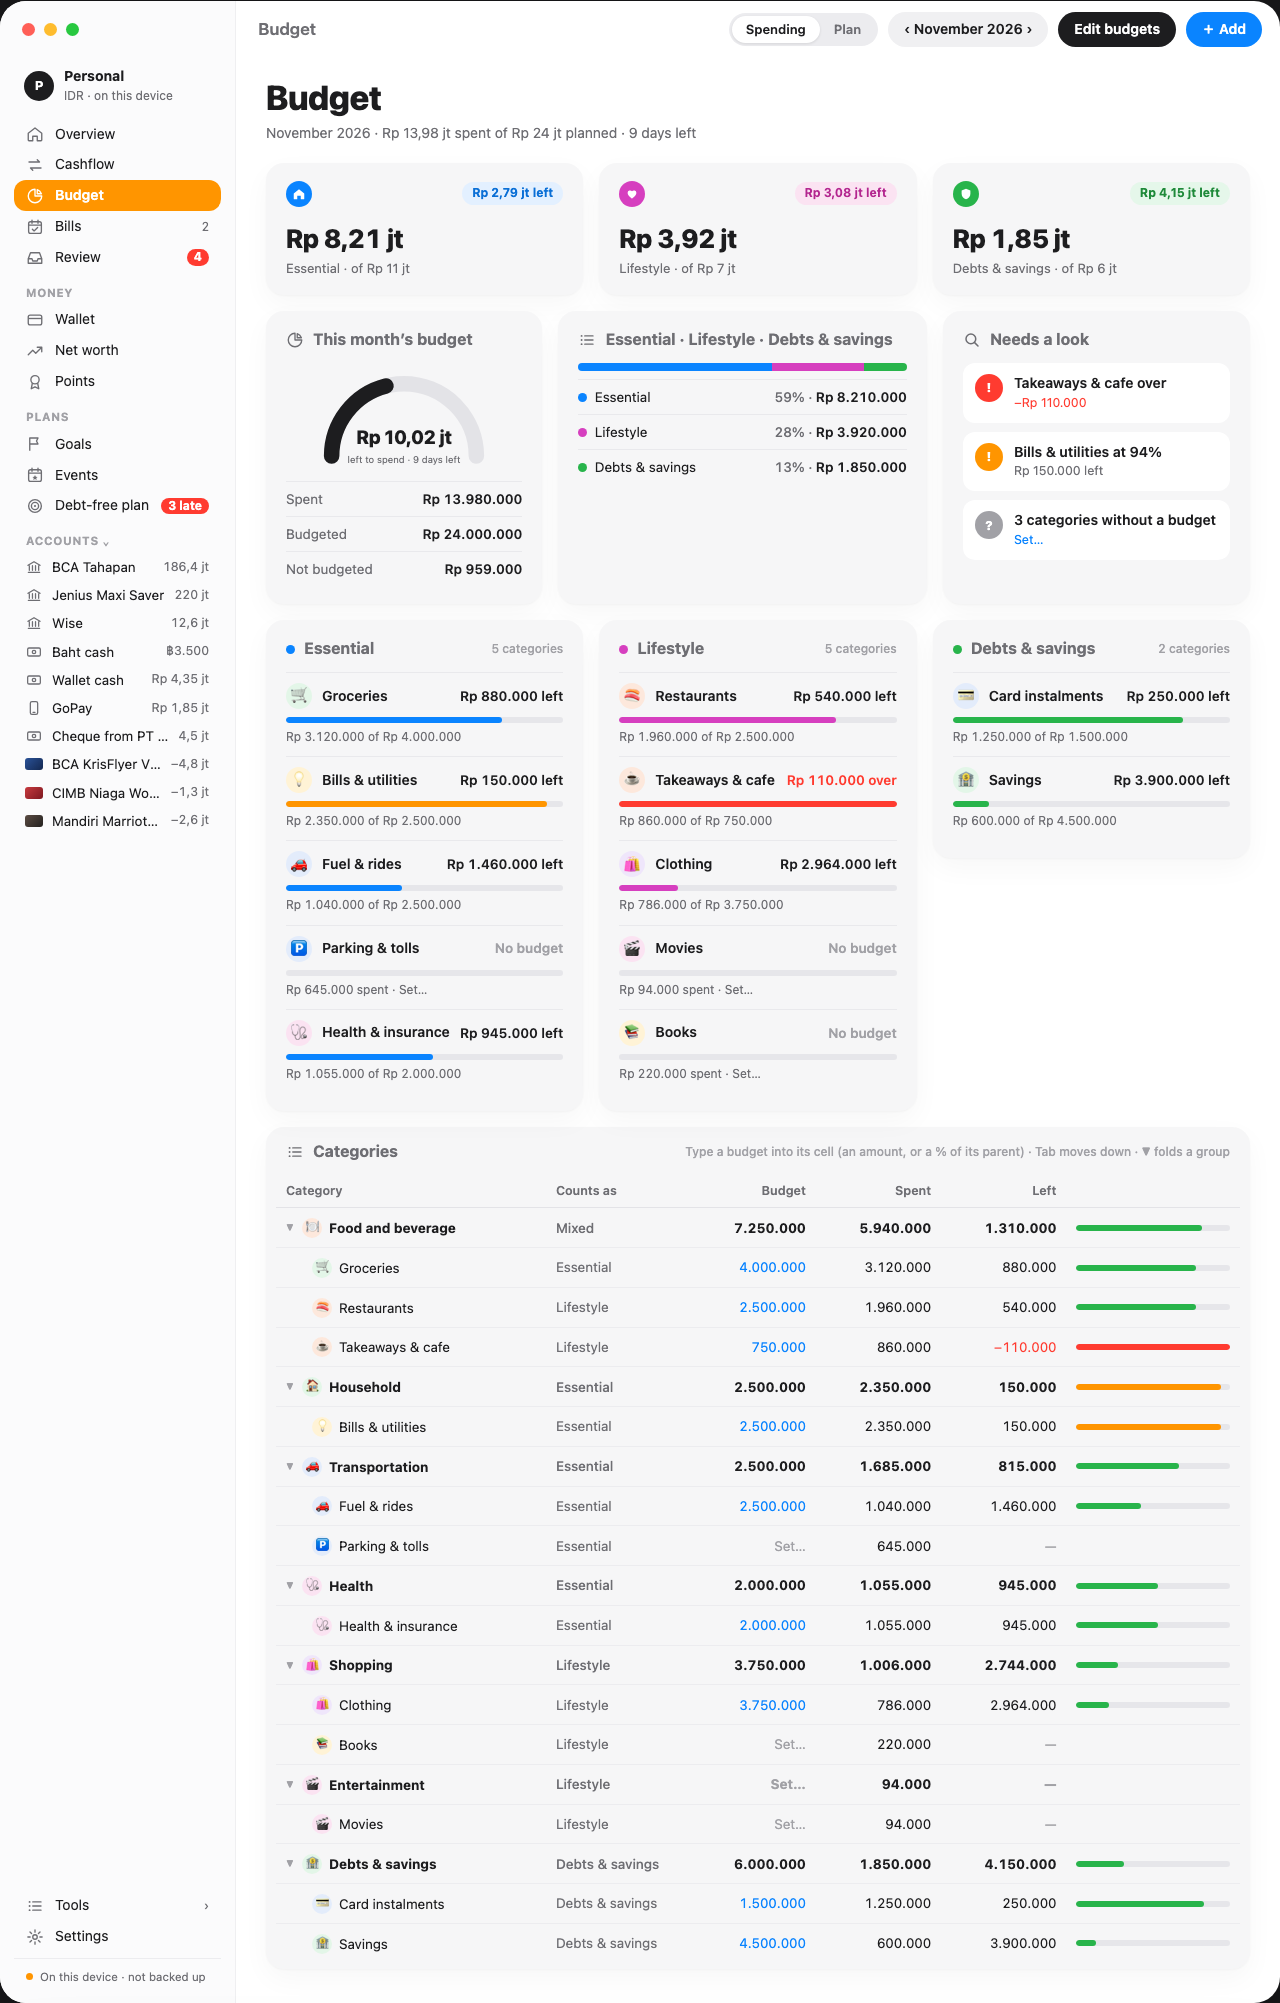 Budget
Spending
Plan
‹ November 2026 ›
Edit budgets
+ Add
P
Personal
IDR · on this device
Overview
Cashflow
Budget
Bills 2
Review 4
MONEY
Wallet
Net worth
Points
PLANS
Goals
Events
Debt-free plan 3 late
ACCOUNTS ⌄
BCA Tahapan 186,4 jt
Jenius Maxi Saver 220 jt
Wise 12,6 jt
Baht cash ฿3.500
Wallet cash Rp 4,35 jt
GoPay Rp 1,85 jt
Cheque from PT ... 4,5 jt
BCA KrisFlyer V... −4,8 jt
CIMB Niaga Wo... −1,3 jt
Mandiri Marriot... −2,6 jt
Tools ›
Settings
On this device · not backed up
Budget
November 2026 · Rp 13,98 jt spent of Rp 24 jt planned · 9 days left
Rp 2,79 jt left
Rp 8,21 jt
Essential · of Rp 11 jt
Rp 3,08 jt left
Rp 3,92 jt
Lifestyle · of Rp 7 jt
Rp 4,15 jt left
Rp 1,85 jt
Debts & savings · of Rp 6 jt
This month’s budget
Rp 10,02 jt
left to spend · 9 days left
Spent Rp 13.980.000
Budgeted Rp 24.000.000
Not budgeted Rp 959.000
Essential · Lifestyle · Debts & savings
Essential 59% · Rp 8.210.000
Lifestyle 28% · Rp 3.920.000
Debts & savings 13% · Rp 1.850.000
Needs a look
! Takeaways & cafe over
−Rp 110.000
! Bills & utilities at 94%
Rp 150.000 left
? 3 categories without a budget
Set...
Essential 5 categories
Groceries Rp 880.000 left
Rp 3.120.000 of Rp 4.000.000
Bills & utilities Rp 150.000 left
Rp 2.350.000 of Rp 2.500.000
Fuel & rides Rp 1.460.000 left
Rp 1.040.000 of Rp 2.500.000
P Parking & tolls No budget
Rp 645.000 spent · Set...
Health & insurance Rp 945.000 left
Rp 1.055.000 of Rp 2.000.000
Lifestyle 5 categories
Restaurants Rp 540.000 left
Rp 1.960.000 of Rp 2.500.000
Takeaways & cafe Rp 110.000 over
Rp 860.000 of Rp 750.000
Clothing Rp 2.964.000 left
Rp 786.000 of Rp 3.750.000
Movies No budget
Rp 94.000 spent · Set...
Books No budget
Rp 220.000 spent · Set...
Debts & savings 2 categories
Card instalments Rp 250.000 left
Rp 1.250.000 of Rp 1.500.000
Savings Rp 3.900.000 left
Rp 600.000 of Rp 4.500.000
Categories Type a budget into its cell (an amount, or a % of its parent) · Tab moves down · ▼ folds a group
Category Counts as Budget Spent Left
▼ Food and beverage Mixed 7.250.000 5.940.000 1.310.000
Groceries Essential 4.000.000 3.120.000 880.000
Restaurants Lifestyle 2.500.000 1.960.000 540.000
Takeaways & cafe Lifestyle 750.000 860.000 −110.000
▼ Household Essential 2.500.000 2.350.000 150.000
Bills & utilities Essential 2.500.000 2.350.000 150.000
▼ Transportation Essential 2.500.000 1.685.000 815.000
Fuel & rides Essential 2.500.000 1.040.000 1.460.000
P Parking & tolls Essential Set... 645.000 —
▼ Health Essential 2.000.000 1.055.000 945.000
Health & insurance Essential 2.000.000 1.055.000 945.000
▼ Shopping Lifestyle 3.750.000 1.006.000 2.744.000
Clothing Lifestyle 3.750.000 786.000 2.964.000
Books Lifestyle Set... 220.000 —
▼ Entertainment Lifestyle Set... 94.000 —
Movies Lifestyle Set... 94.000 —
▼ Debts & savings Debts & savings 6.000.000 1.850.000 4.150.000
Card instalments Debts & savings 1.500.000 1.250.000 250.000
Savings Debts & savings 4.500.000 600.000 3.900.000